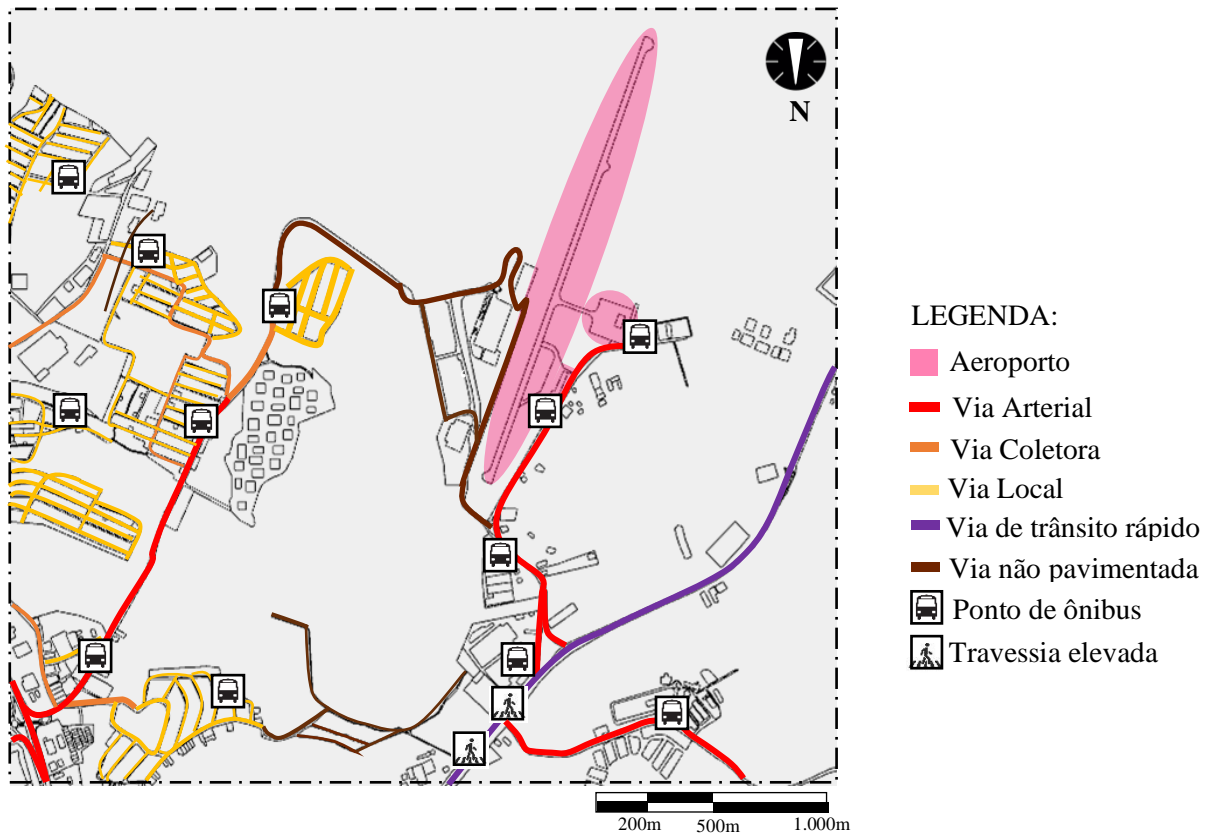 N
LEGENDA:
Aeroporto
Via Arterial
Via Coletora
Via Local
Via de trânsito rápido
Via não pavimentada
Ponto de ônibus
Travessia elevada
200m 500m 1.000m